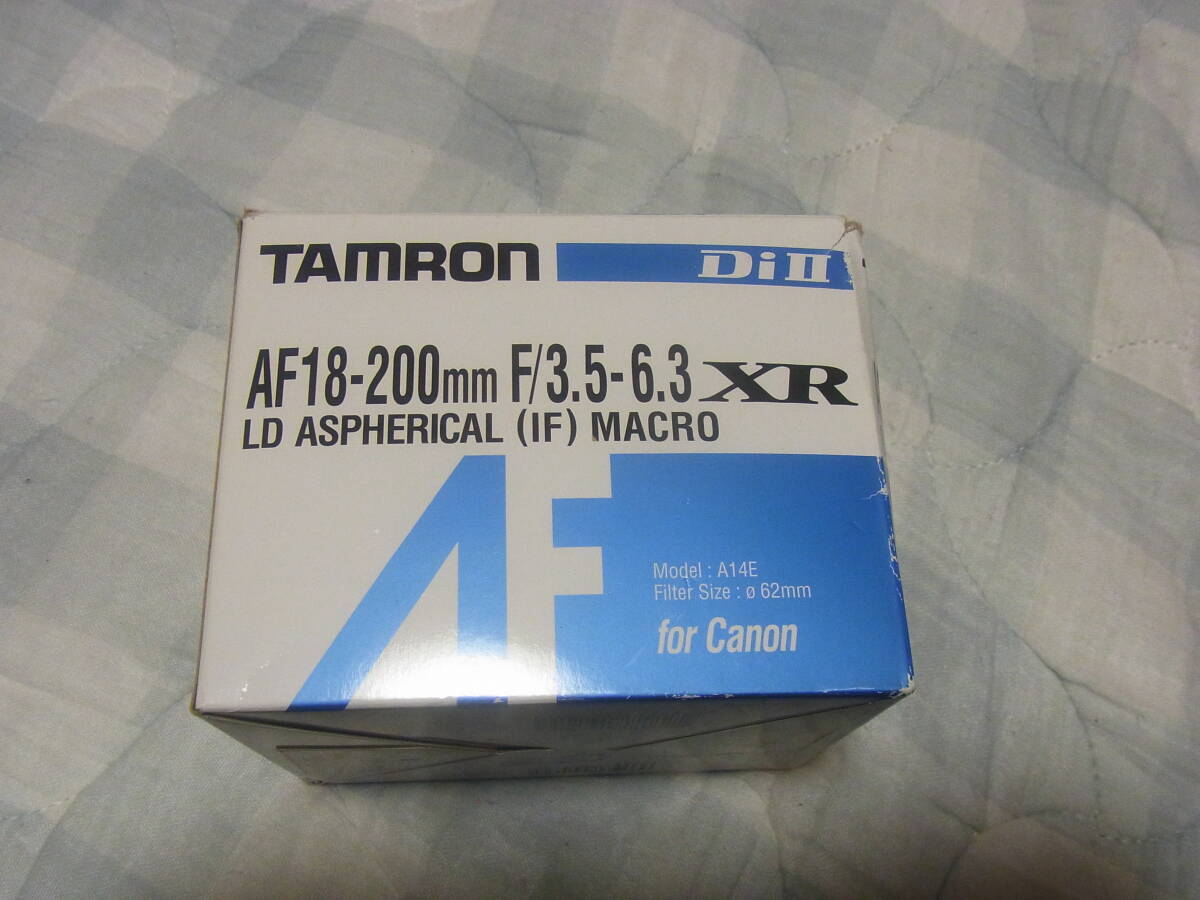 TAMRON Di II
AF18-200mm F/3.5-6.3 XR
LD ASPHERICAL (IF) MACRO
AF
Model : A14E
Filter Size : ø 62mm
for Canon